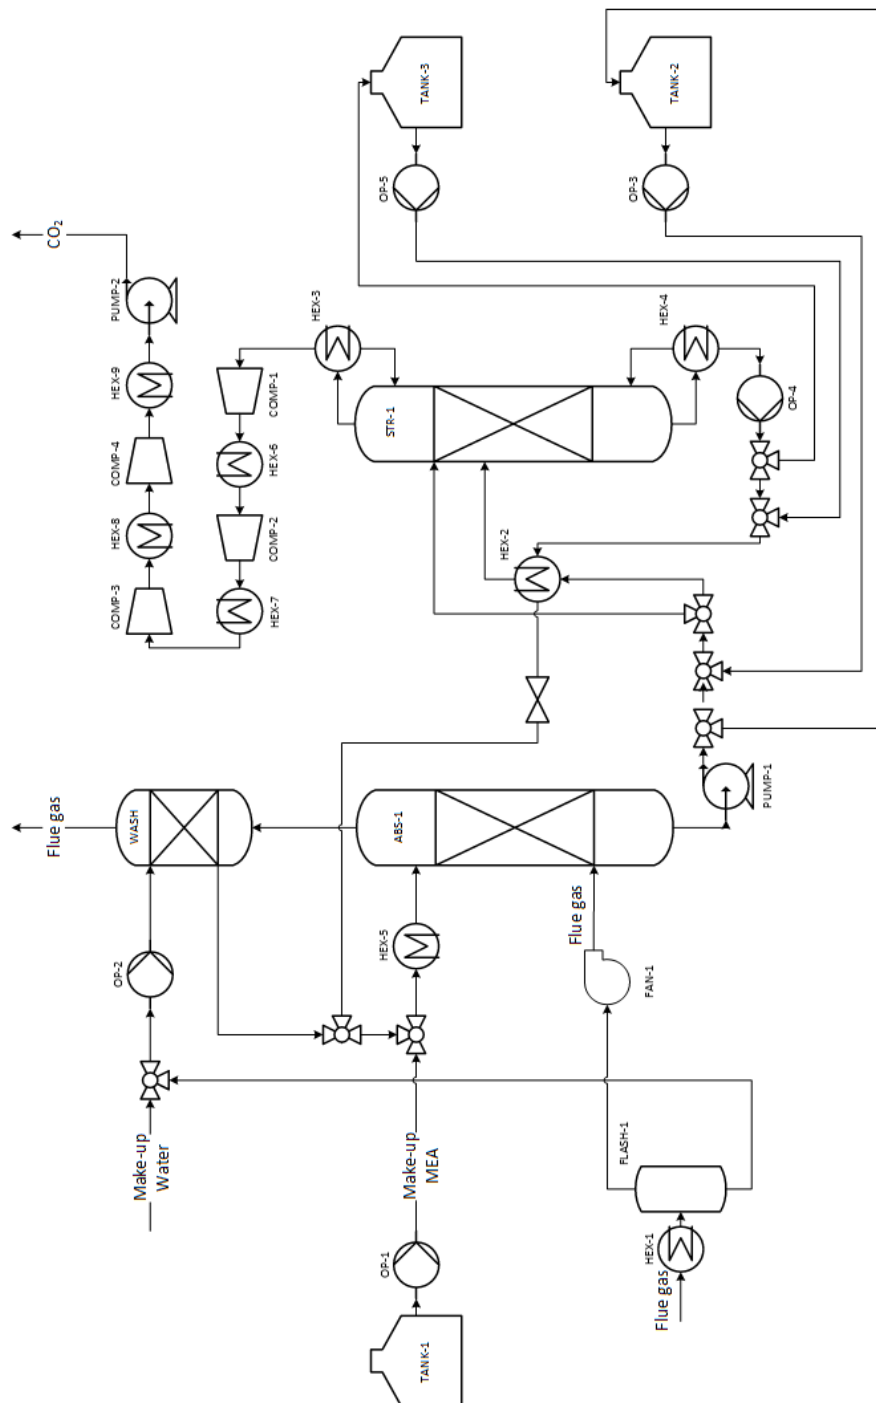 CO₂
TANK-3
TANK-2
OP-5
OP-3
PUMP-2
HEX-3
HEX-4
HEX-9
COMP-1
STR-1
OP-4
COMP-4
HEX-6
HEX-8
COMP-2
HEX-2
COMP-3
HEX-7
Flue gas
WASH
ABS-1
PUMP-1
Flue gas
HEX-5
OP-2
FAN-1
Make-up
Water
Make-up
MEA
FLASH-1
OP-1
HEX-1
Flue gas
TANK-1